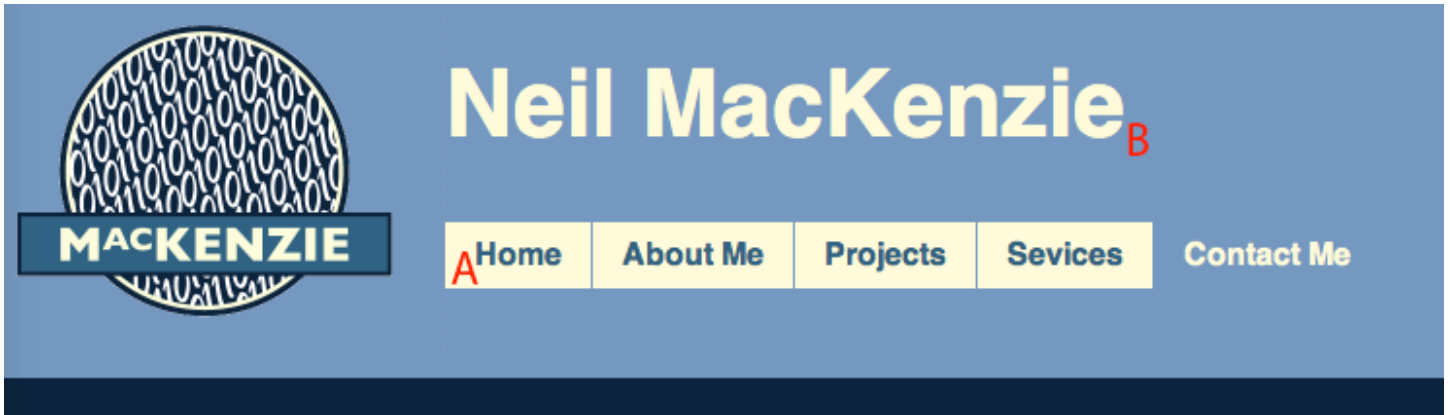 Neil MacKenzie
B
MACKENZIE
A Home About Me Projects Sevices Contact Me